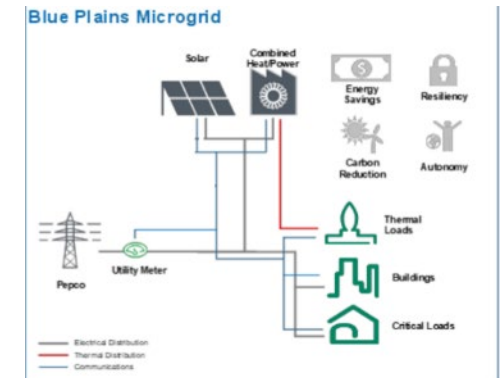 Blue Plains Microgrid
Solar
Combined
Heat/Power
$
Energy
Savings
Resiliency
Carbon
Reduction
Autonomy
Thermal
Loads
Pepco
Utility Meter
Buildings
Critical Loads
Electrical Distribution
Thermal Distribution
Communications